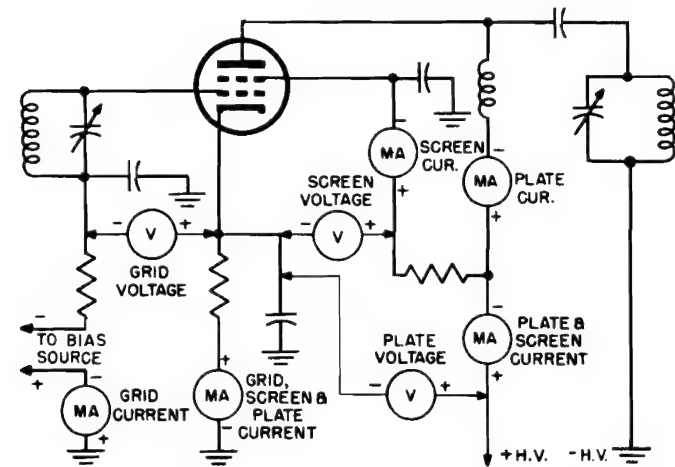 MA
SCREEN
CUR.
MA
PLATE
CUR.
SCREEN
VOLTAGE
V
GRID
VOLTAGE
V
TO BIAS
SOURCE
MA
GRID
CURRENT
MA
GRID,
SCREEN &
PLATE
CURRENT
PLATE
VOLTAGE
V
MA
PLATE &
SCREEN
CURRENT
+ H.V.
- H.V.